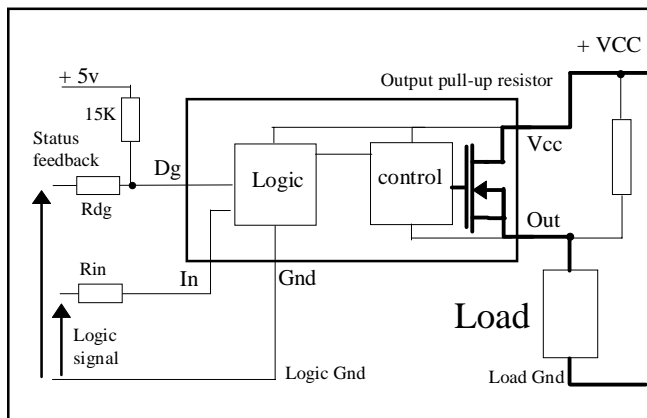 + VCC
+ 5v
Output pull-up resistor
15K
Status
feedback
Dg
Vcc
Logic
control
Rdg
Out
Rin
In
Gnd
Load
Logic
signal
Logic Gnd
Load Gnd